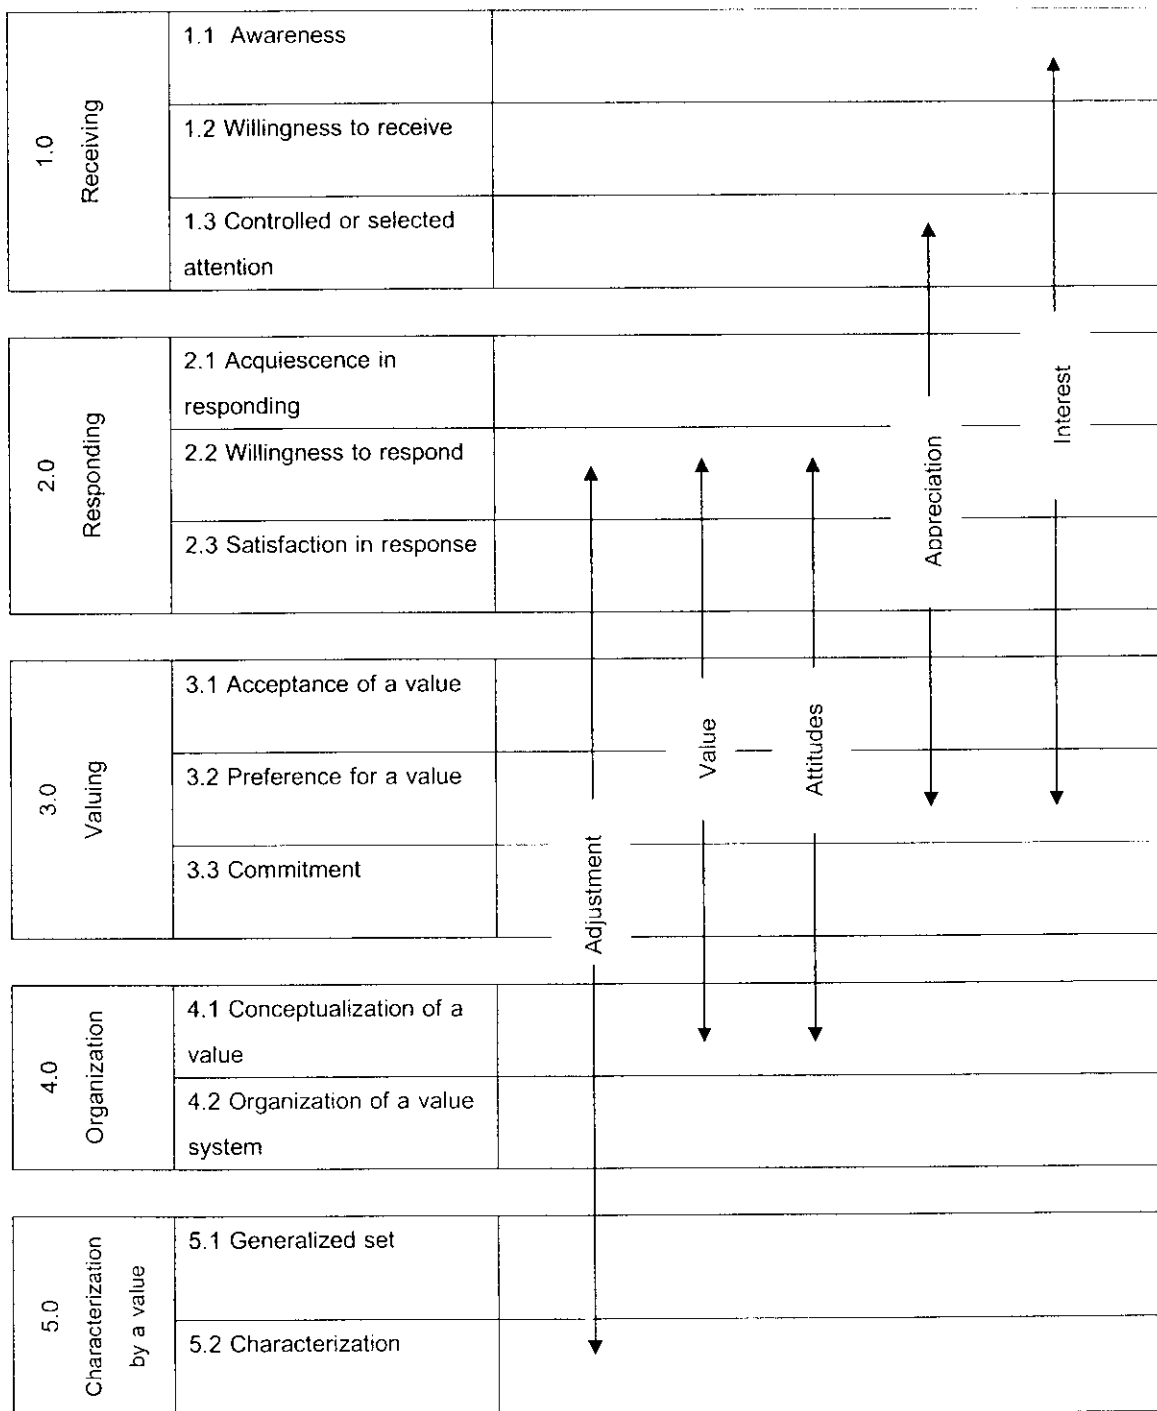 1.0
Receiving
1.1 Awareness
1.2 Willingness to receive
1.3 Controlled or selected
attention
2.0
Responding
2.1 Acquiescence in
responding
2.2 Willingness to respond
2.3 Satisfaction in response
3.0
Valuing
3.1 Acceptance of a value
3.2 Preference for a value
3.3 Commitment
4.0
Organization
4.1 Conceptualization of a
value
4.2 Organization of a value
system
5.0
Characterization
by a value
5.1 Generalized set
5.2 Characterization
Adjustment
Value
Attitudes
Appreciation
Interest